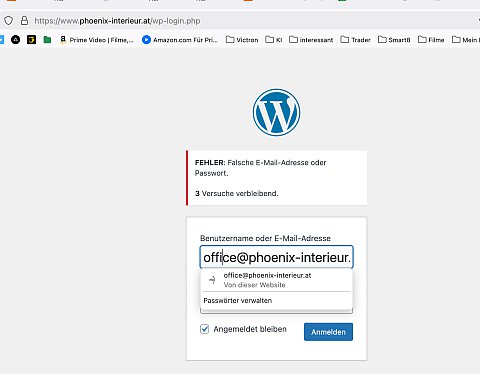 https://www.phoenix-interieur.at/wp-login.php
Prime Video | Filme,... Amazon.com Für Pri... Victron KI interessant Trader Smart8 Filme Mein
FEHLER: Falsche E-Mail-Adresse oder
Passwort.
3 Versuche verbleibend.
Benutzername oder E-Mail-Adresse
office@phoenix-interieur.
office@phoenix-interieur.at
Von dieser Website
Passwörter verwalten
Angemeldet bleiben
Anmelden